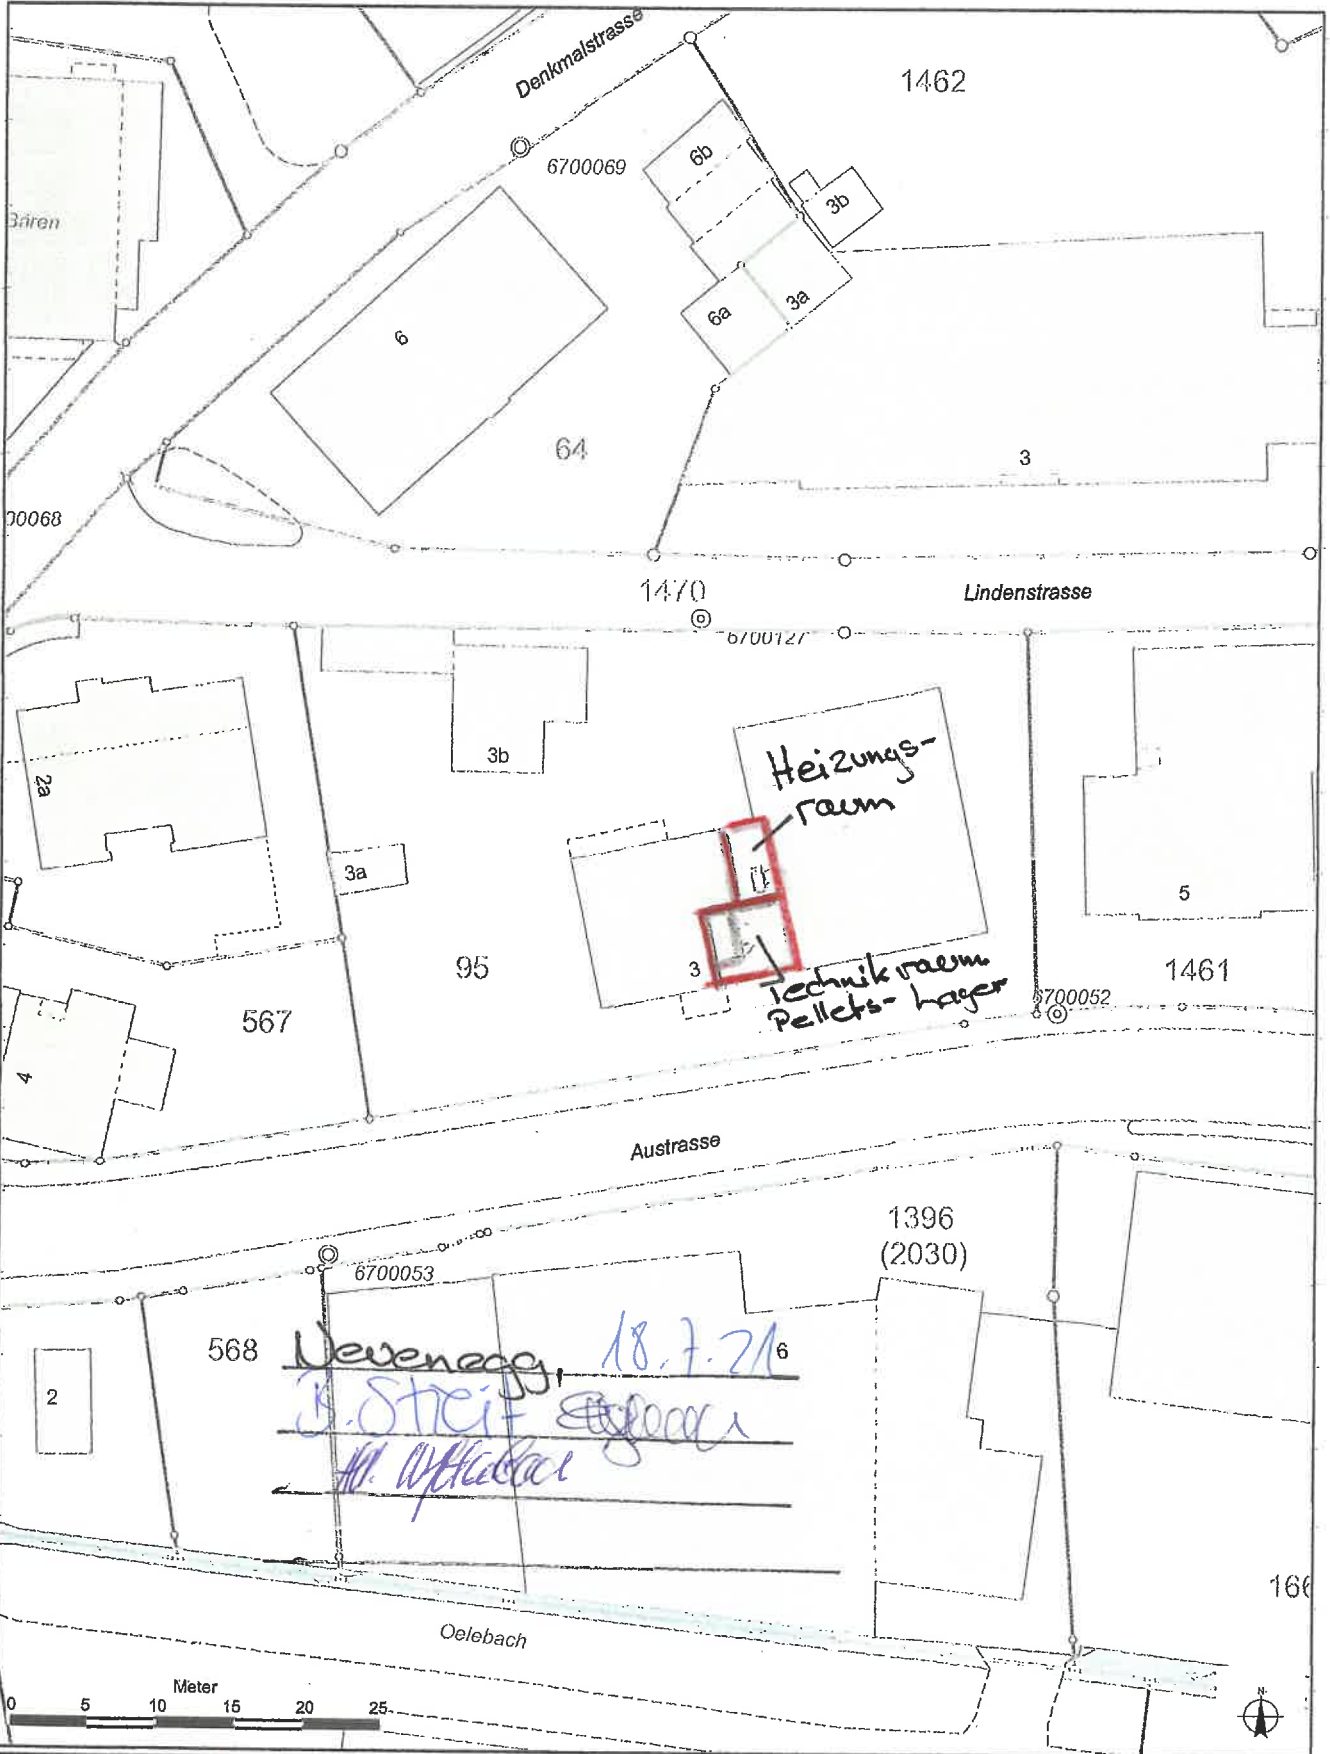 Denkmalstrasse
1462
6700069
6b
3b
Bären
6a
3a
6
64
3
00068
1470
Lindenstrasse
6700127
2a
3b
Heizungs-
raum
3a
5
95
3
Technikraum
Pellets-Lager
1461
567
6700052
4
Austrasse
1396
(2030)
6700053
568
Neuenegg, 18.7.21
6
2
B. Streit
166
Oelebach
Meter
0 5 10 15 20 25
N